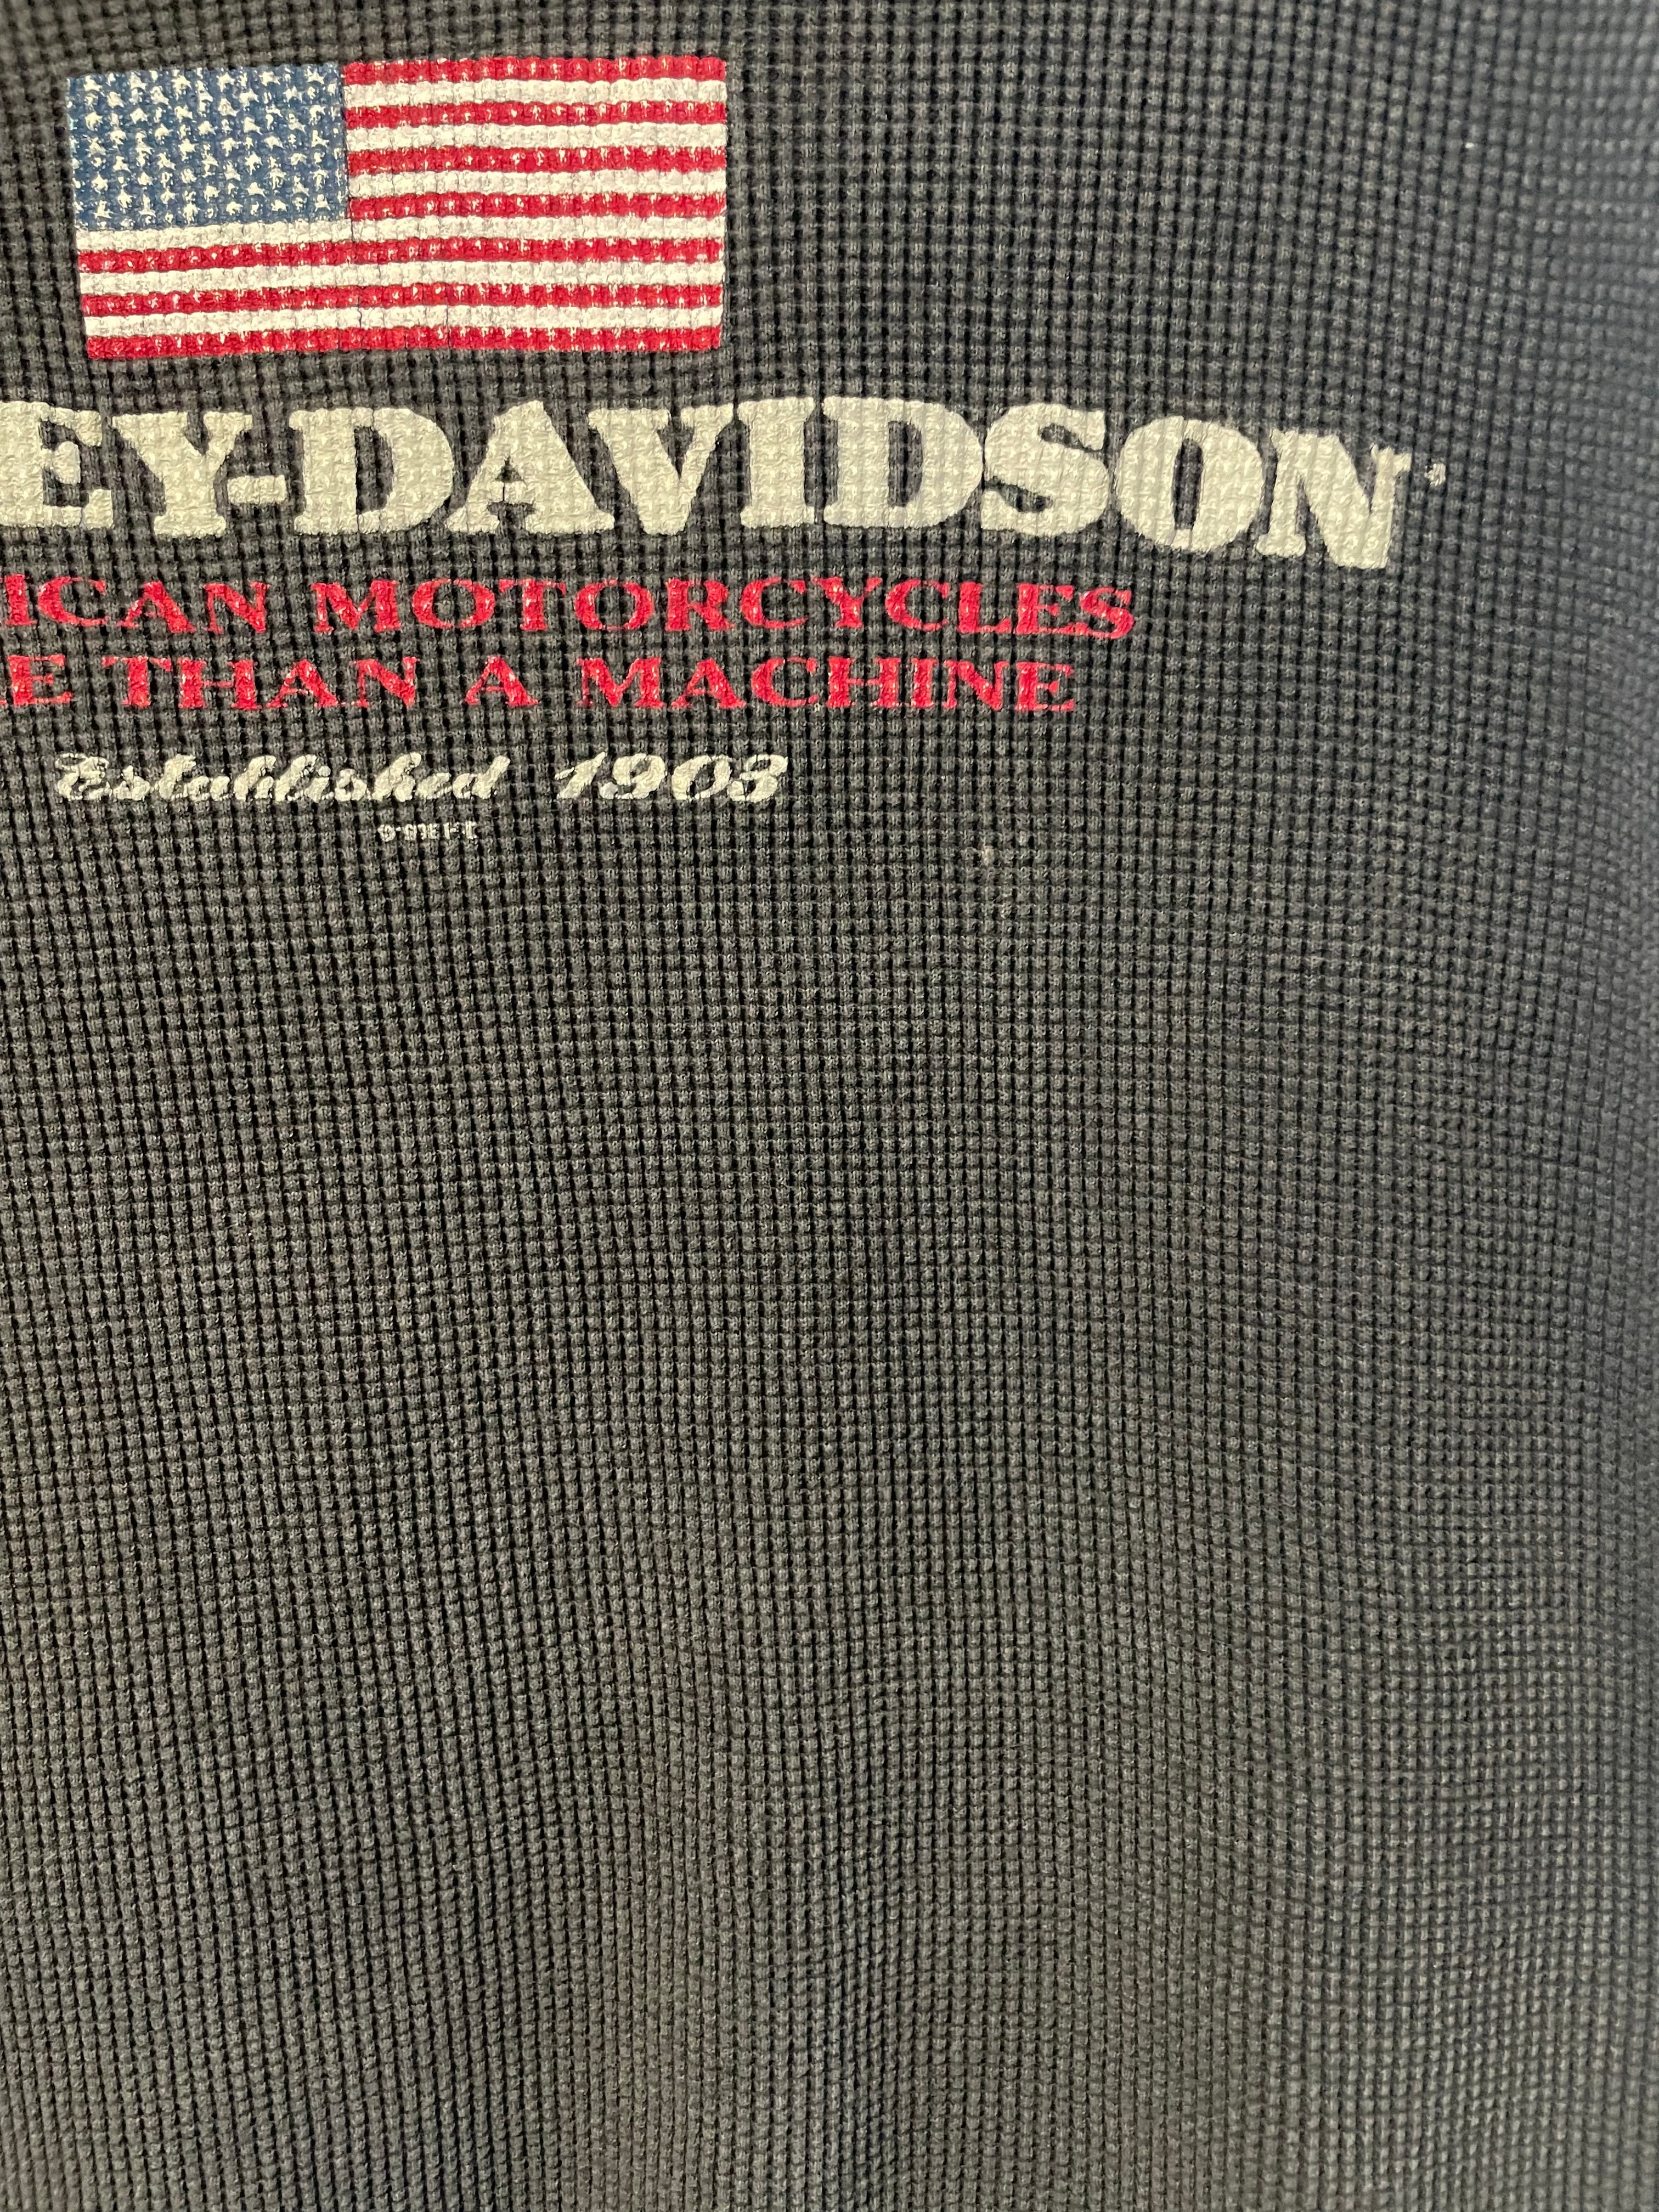 EY-DAVIDSON
ICAN MOTORCYCLES
E THAN A MACHINE
Established 1903